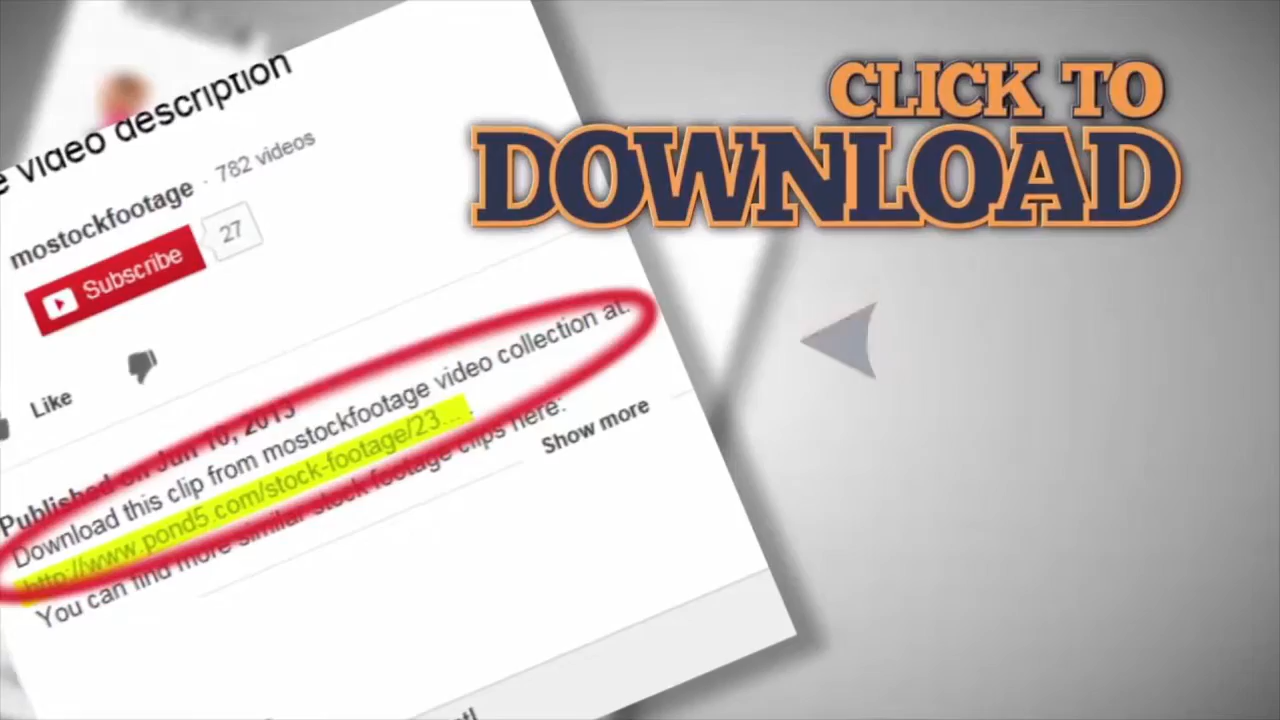 CLICK TO
DOWNLOAD
video description
mostockfootage · 782 videos
Subscribe
27
Like
Published on Jun 10, 2013
Download this clip from mostockfootage video collection at:
http://www.pond5.com/stock-footage/23... .
You can find more similar stock footage clips here:
Show more